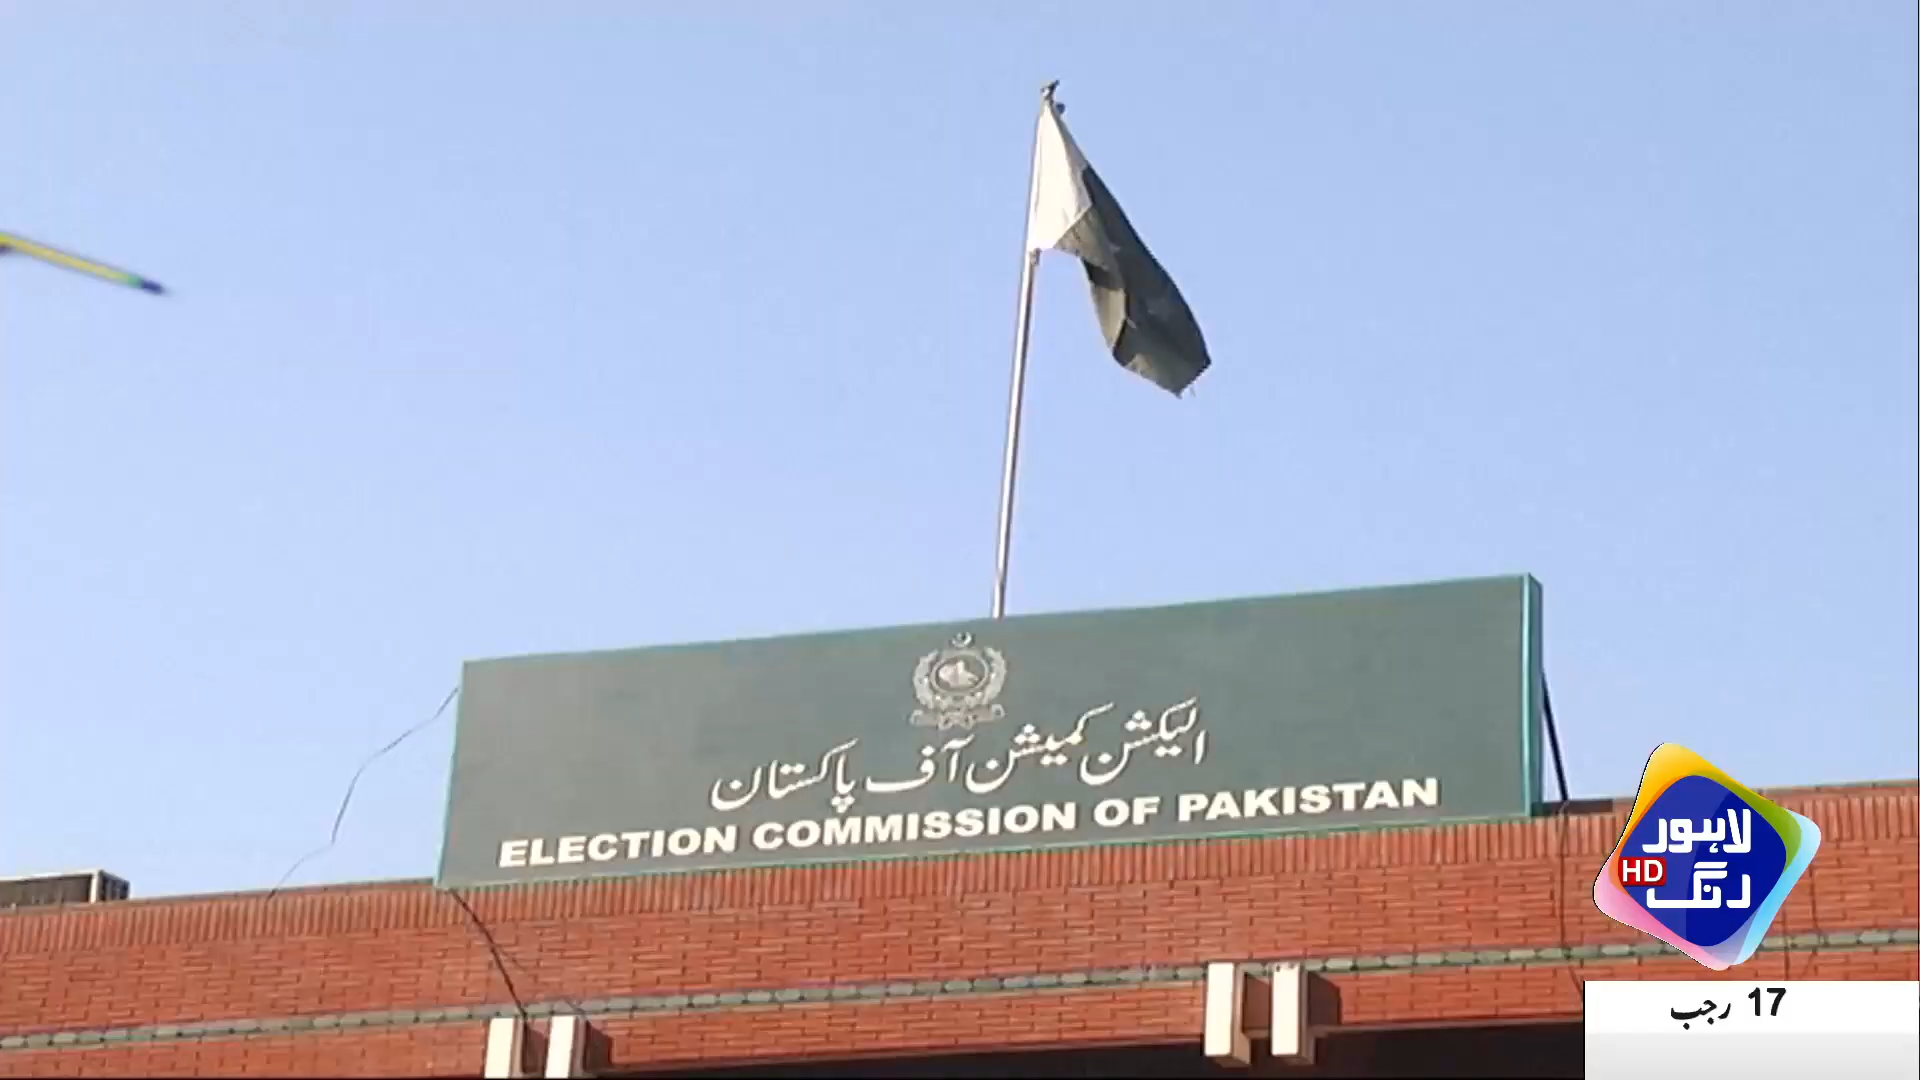 الیکشن کمیشن آف پاکستان
ELECTION COMMISSION OF PAKISTAN
لاہور
HD
رنگ
17 رجب